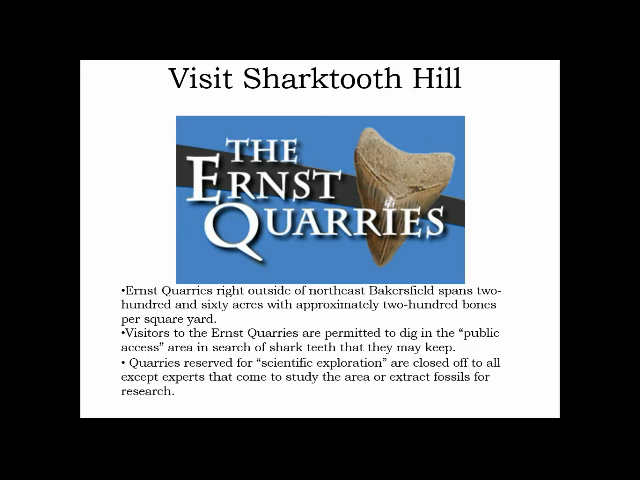 Visit Sharktooth Hill
THE
ERNST
QUARRIES
•Ernst Quarries right outside of northeast Bakersfield spans two-
hundred and sixty acres with approximately two-hundred bones
per square yard.
•Visitors to the Ernst Quarries are permitted to dig in the “public
access” area in search of shark teeth that they may keep.
• Quarries reserved for “scientific exploration” are closed off to all
except experts that come to study the area or extract fossils for
research.